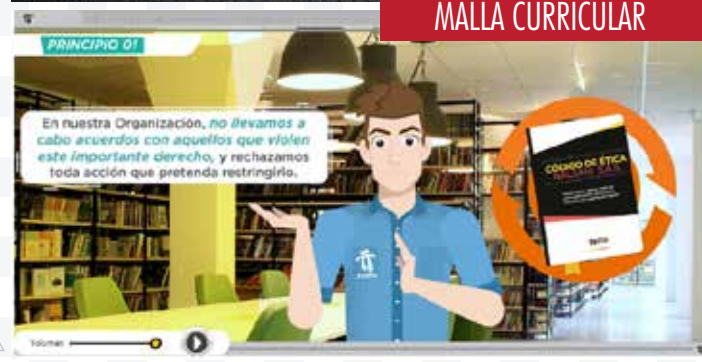 MALLA CURRICULAR
PRINCIPIO 01
En nuestra Organización, no llevamos a
cabo acuerdos con aquellos que violen
este importante derecho, y rechazamos
toda acción que pretenda restringirlo.
CÓDIGO DE ÉTICA
Volumen